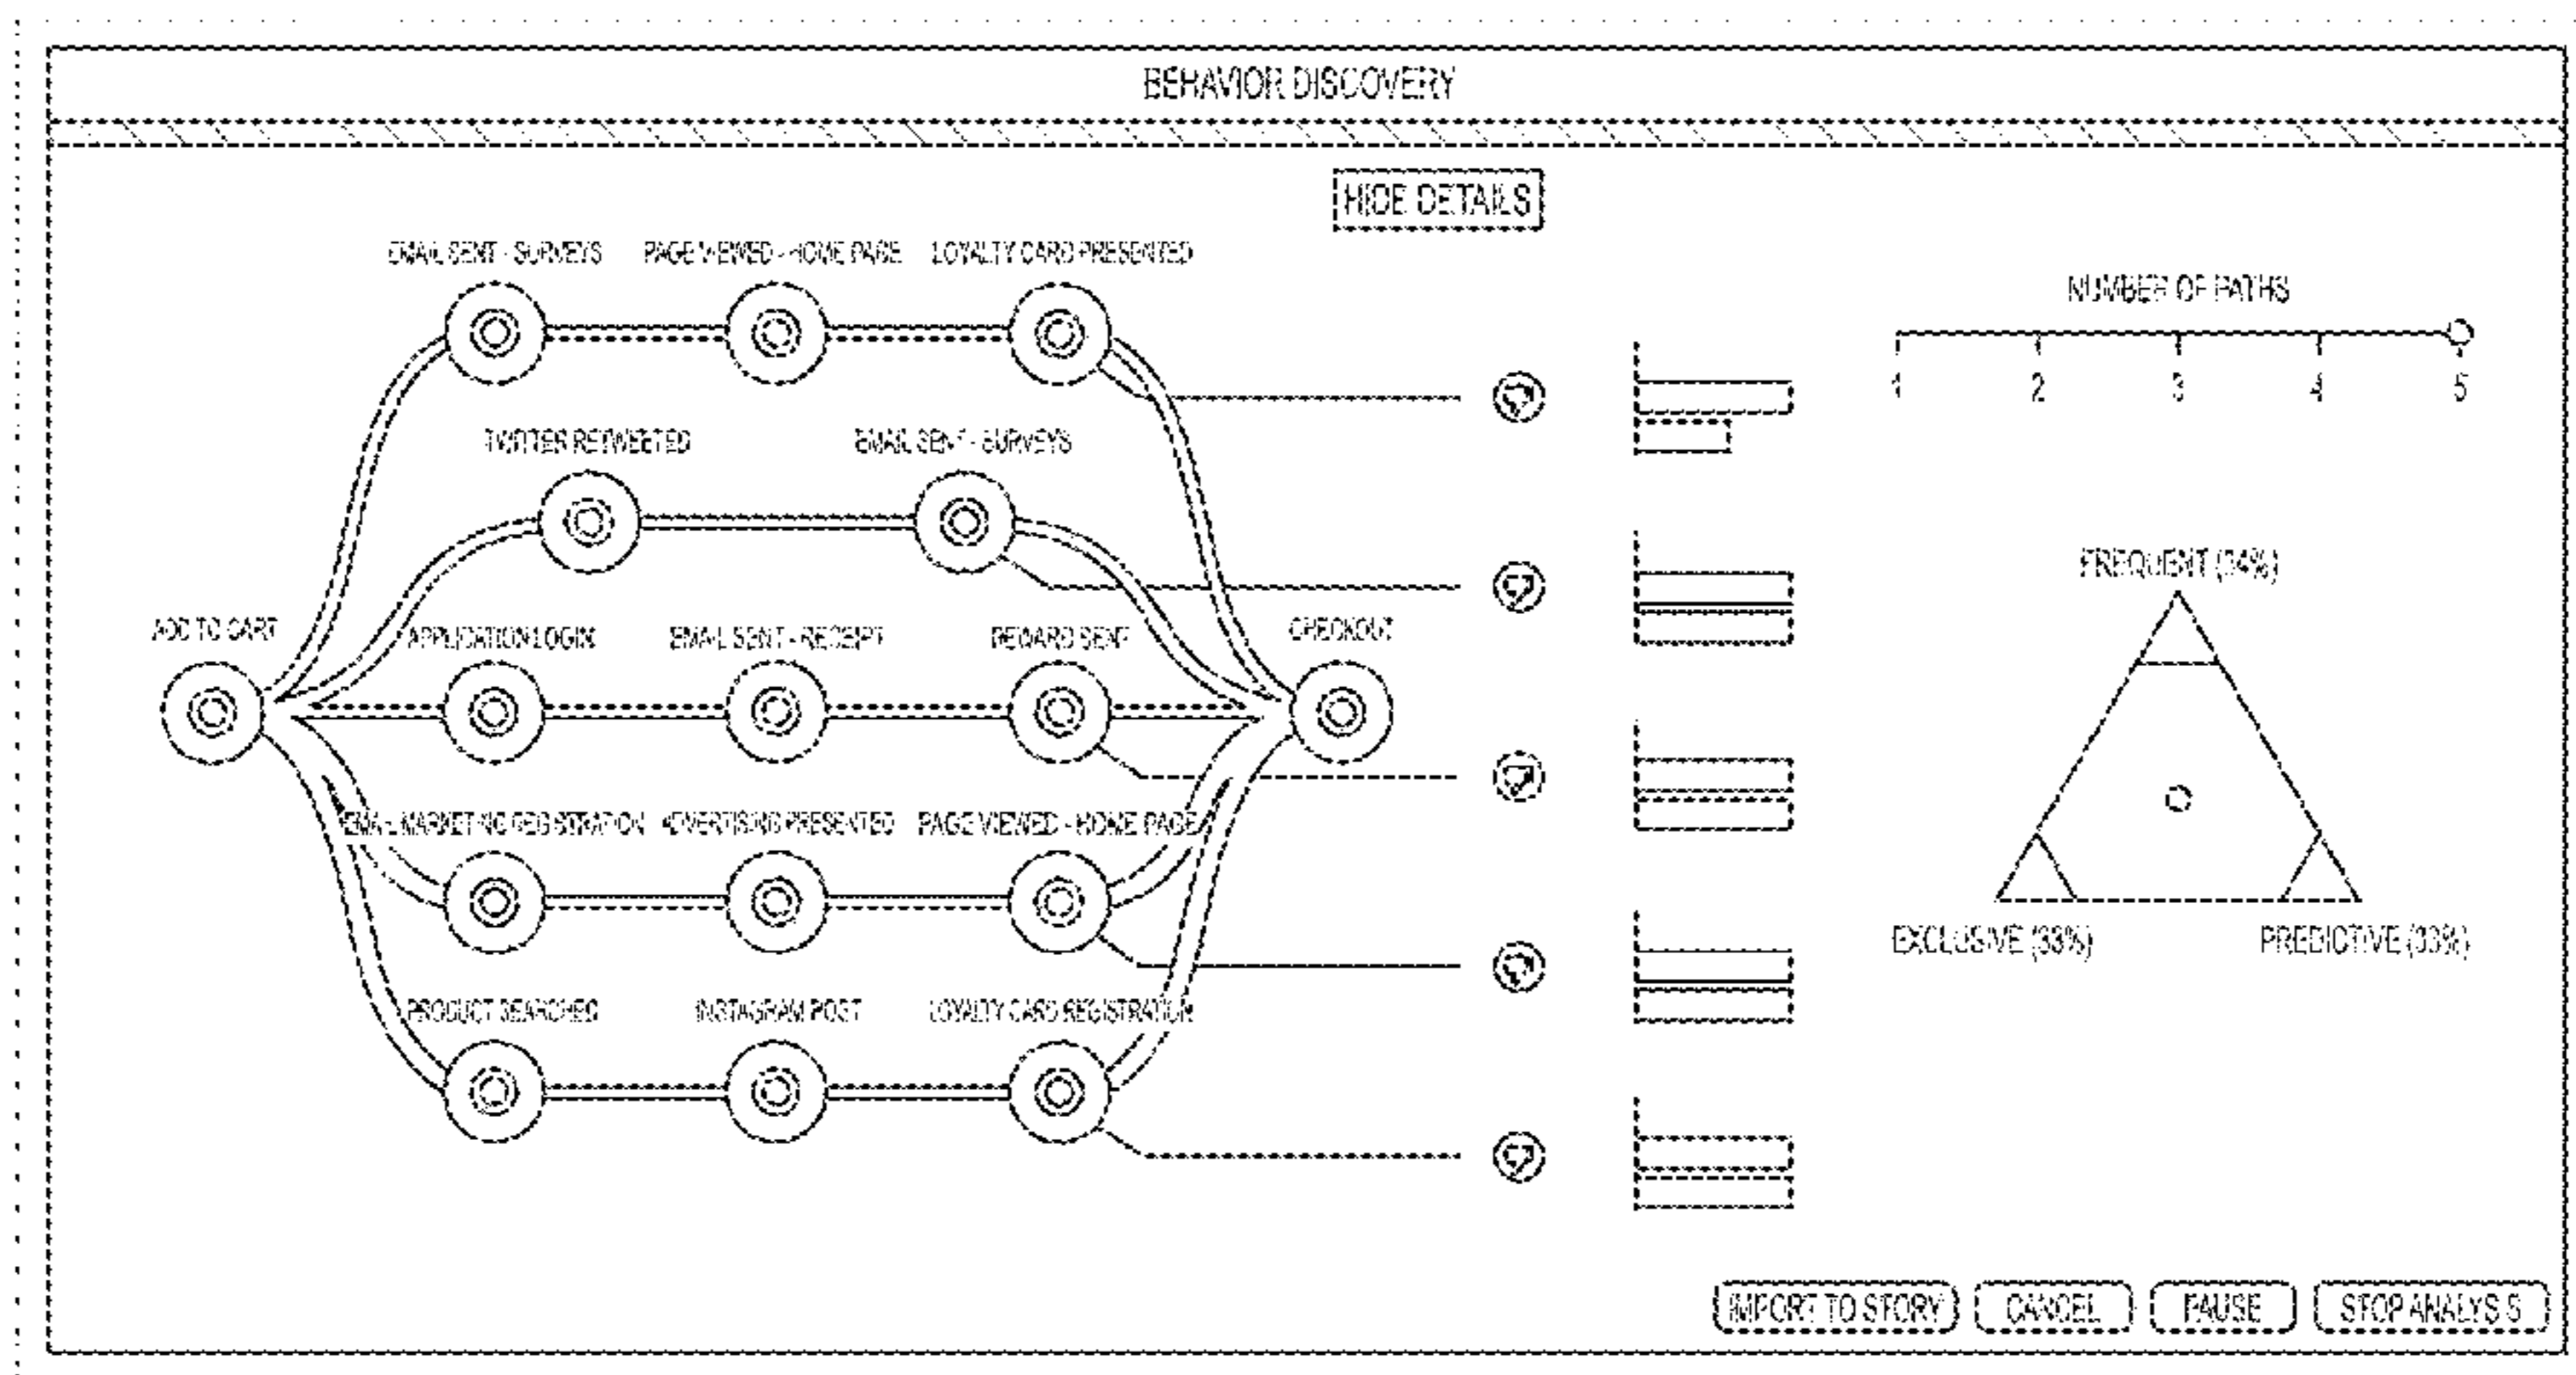 BEHAVIOR DISCOVERY
HIDE DETAILS
EMAIL SENT - SURVEYS
PAGE VIEWED - HOME PAGE
LOYALTY CARD PRESENTED
NUMBER OF PATHS
1 2 3 4 5
TWITTER RETWEETED
EMAIL SENT - SURVEYS
FREQUENT (34%)
ADD TO CART
APPLICATION LOGIN
EMAIL SENT - RECEIPT
REWARD SENT
CHECKOUT
EMAIL MARKETING REGISTRATION
ADVERTISING PRESENTED
PAGE VIEWED - HOME PAGE
EXCLUSIVE (33%)
PREDICTIVE (33%)
PRODUCT SEARCHED
INSTAGRAM POST
LOYALTY CARD REGISTRATION
IMPORT TO STORY
CANCEL
PAUSE
STOP ANALYSIS